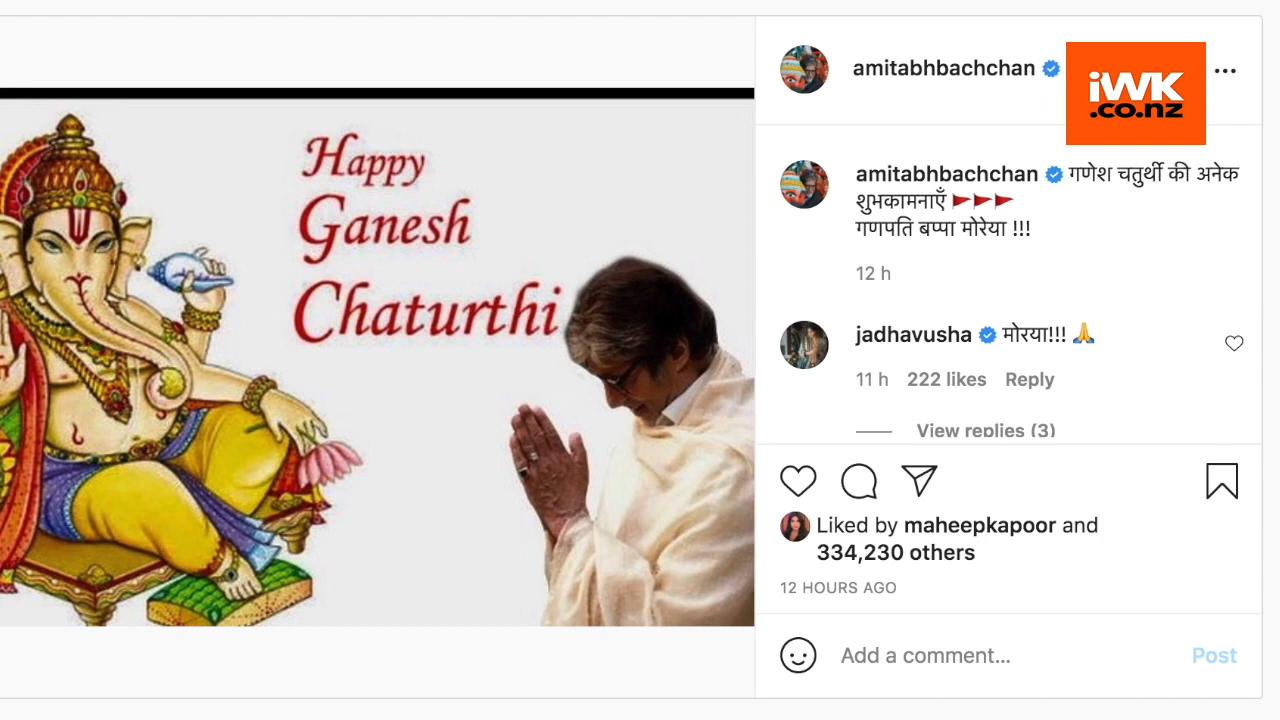 Happy
Ganesh
Chaturthi
amitabhbachchan
iWK
.co.nz
amitabhbachchan गणेश चतुर्थी की अनेक
शुभकामनाएँ 🚩🚩🚩
गणपति बप्पा मोरेया !!!
12 h
jadhavusha मोरया!!! 🙏
11 h 222 likes Reply
View replies (3)
Liked by maheepkapoor and
334,230 others
12 HOURS AGO
Add a comment... Post